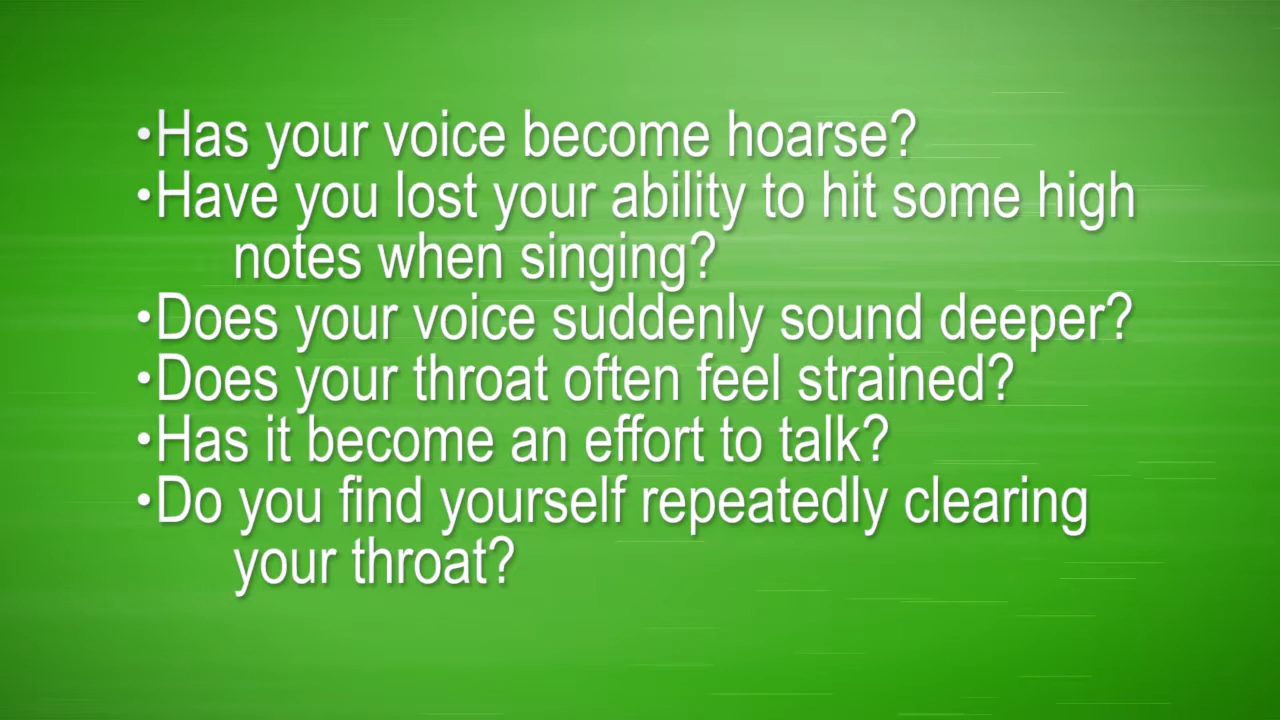 •Has your voice become hoarse?
•Have you lost your ability to hit some high
notes when singing?
•Does your voice suddenly sound deeper?
•Does your throat often feel strained?
•Has it become an effort to talk?
•Do you find yourself repeatedly clearing
your throat?